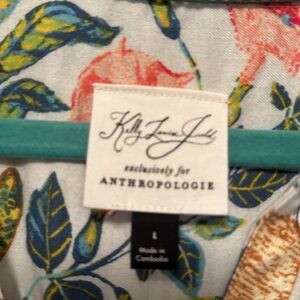 Kelly Louise Judd
exclusively for
ANTHROPOLOGIE
L
Made in
Cambodia